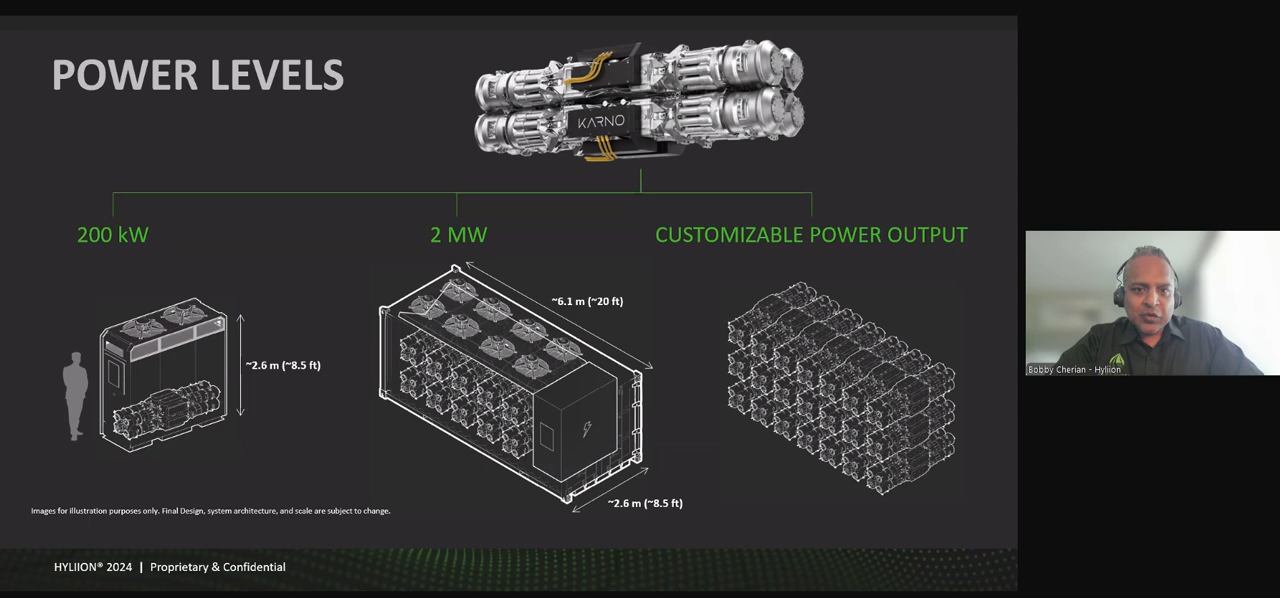 POWER LEVELS
KARNO
200 kW
2 MW
CUSTOMIZABLE POWER OUTPUT
~6.1 m (~20 ft)
~2.6 m (~8.5 ft)
~2.6 m (~8.5 ft)
Images for illustration purposes only. Final Design, system architecture, and scale are subject to change.
HYLIION® 2024 | Proprietary & Confidential
Bobby Cherian - Hyliion